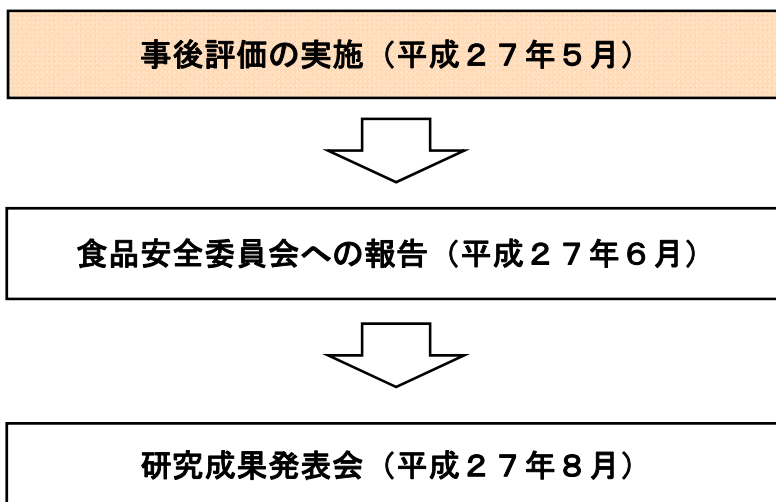 事後評価の実施（平成２７年５月）
食品安全委員会への報告（平成２７年６月）
研究成果発表会（平成２７年８月）